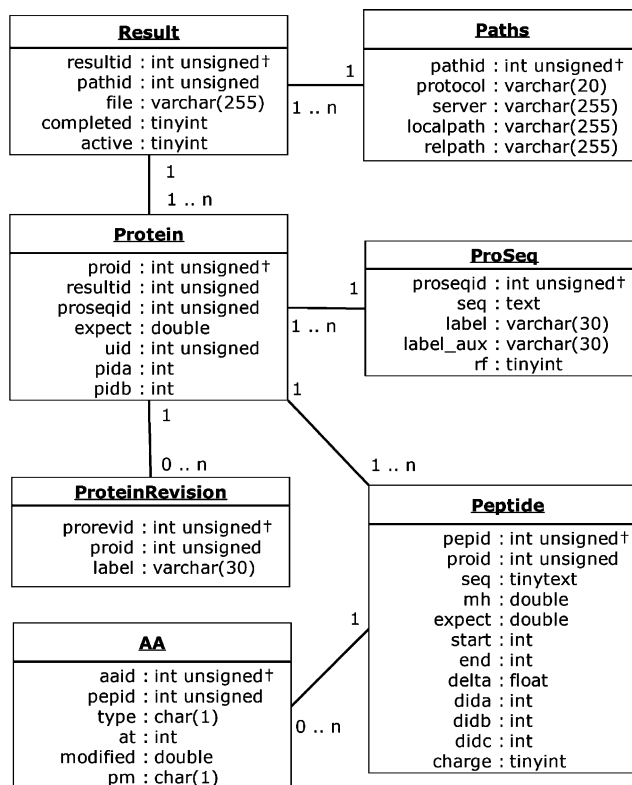 Result
resultid : int unsigned†
pathid : int unsigned
file : varchar(255)
completed : tinyint
active : tinyint
1
1 .. n
Paths
pathid : int unsigned†
protocol : varchar(20)
server : varchar(255)
localpath : varchar(255)
relpath : varchar(255)
1
1 .. n
Protein
proid : int unsigned†
resultid : int unsigned
proseqid : int unsigned
expect : double
uid : int unsigned
pida : int
pidb : int
1
1 .. n
ProSeq
proseqid : int unsigned†
seq : text
label : varchar(30)
label_aux : varchar(30)
rf : tinyint
1
1
0 .. n
1 .. n
ProteinRevision
prorevid : int unsigned†
proid : int unsigned
label : varchar(30)
Peptide
pepid : int unsigned†
proid : int unsigned
seq : tinytext
mh : double
expect : double
start : int
end : int
delta : float
dida : int
didb : int
didc : int
charge : tinyint
1
0 .. n
AA
aaid : int unsigned†
pepid : int unsigned
type : char(1)
at : int
modified : double
pm : char(1)